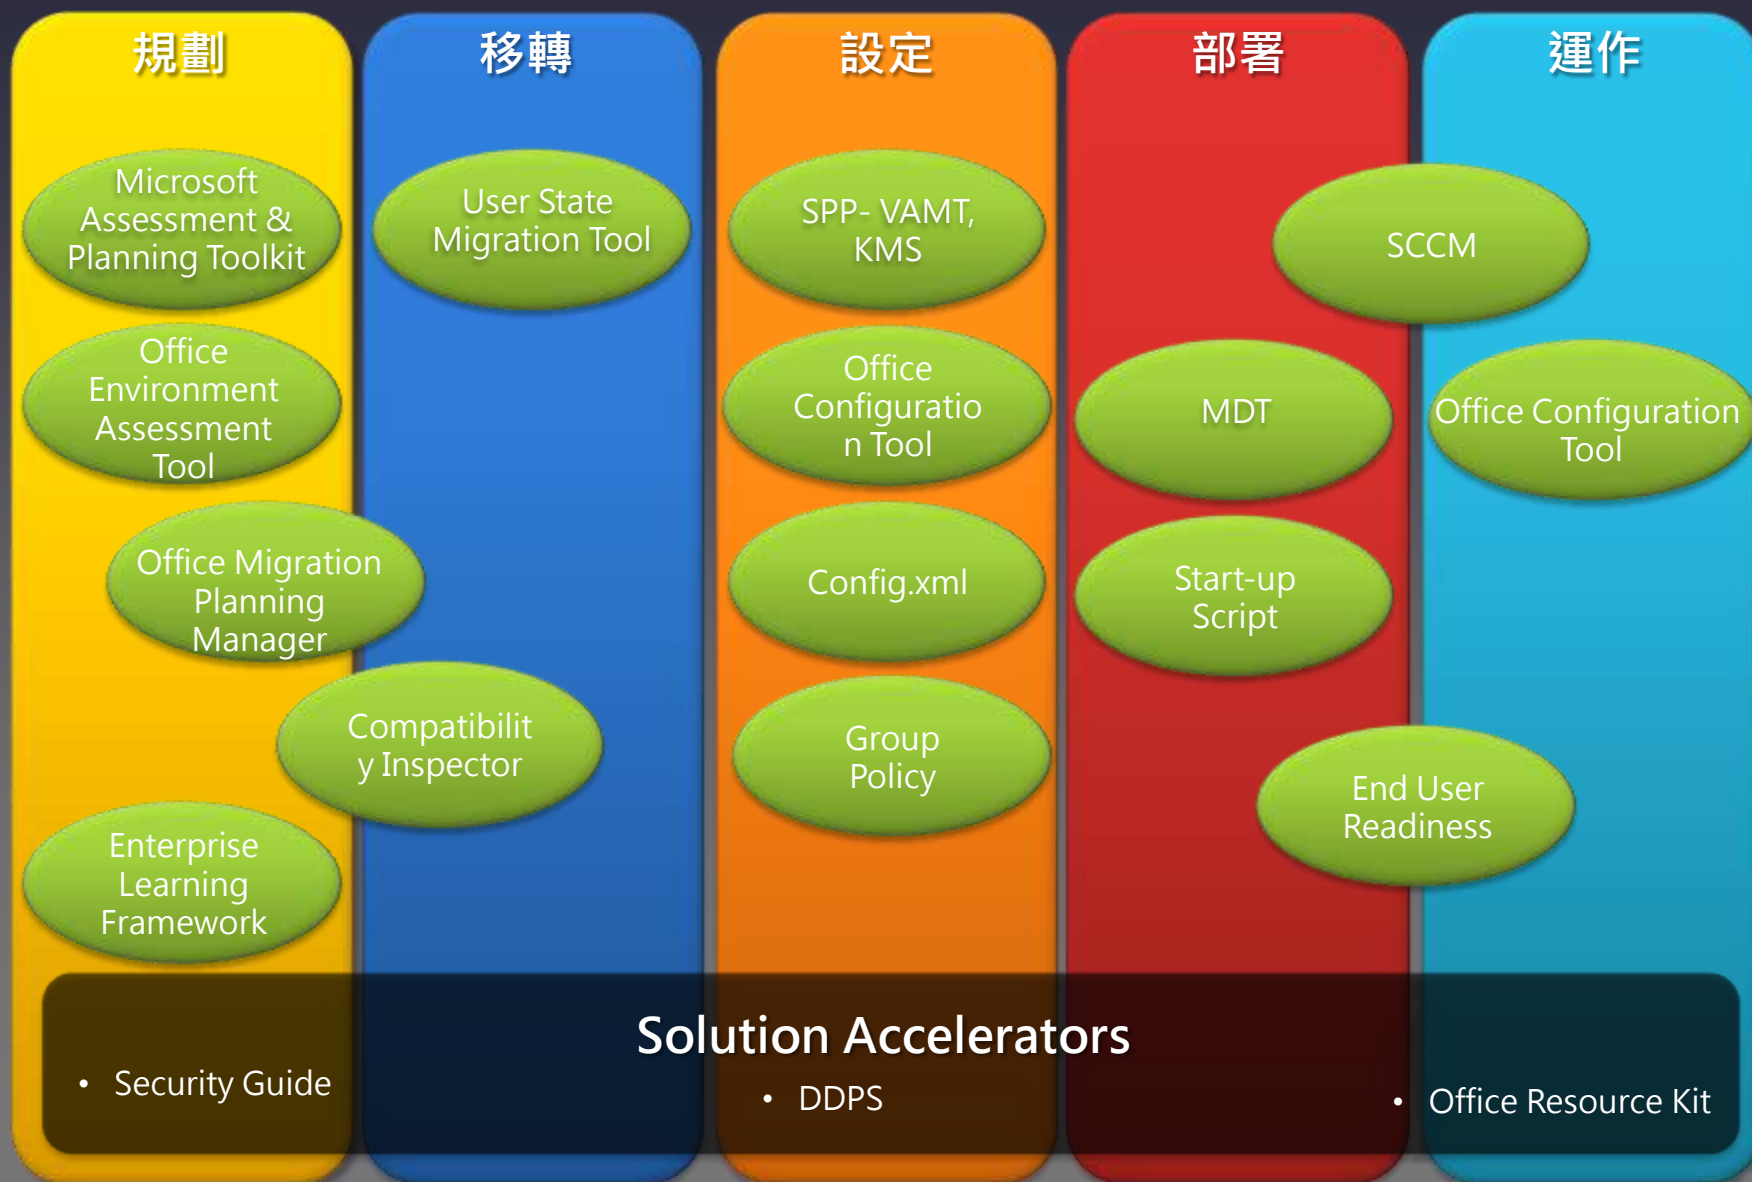 規劃
Microsoft
Assessment &
Planning Toolkit
Office
Environment
Assessment
Tool
Office Migration
Planning
Manager
Compatibilit
y Inspector
Enterprise
Learning
Framework
移轉
User State
Migration Tool
設定
SPP- VAMT,
KMS
Office
Configuratio
n Tool
Config.xml
Group
Policy
部署
SCCM
MDT
Start-up
Script
End User
Readiness
運作
Office Configuration
Tool
Solution Accelerators
• Security Guide
• DDPS
• Office Resource Kit